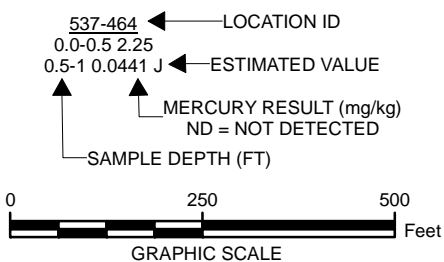 537-464 LOCATION ID
0.0-0.5 2.25
0.5-1 0.0441 J ESTIMATED VALUE
MERCURY RESULT (mg/kg)
ND = NOT DETECTED
SAMPLE DEPTH (FT)
0 250 500
Feet
GRAPHIC SCALE